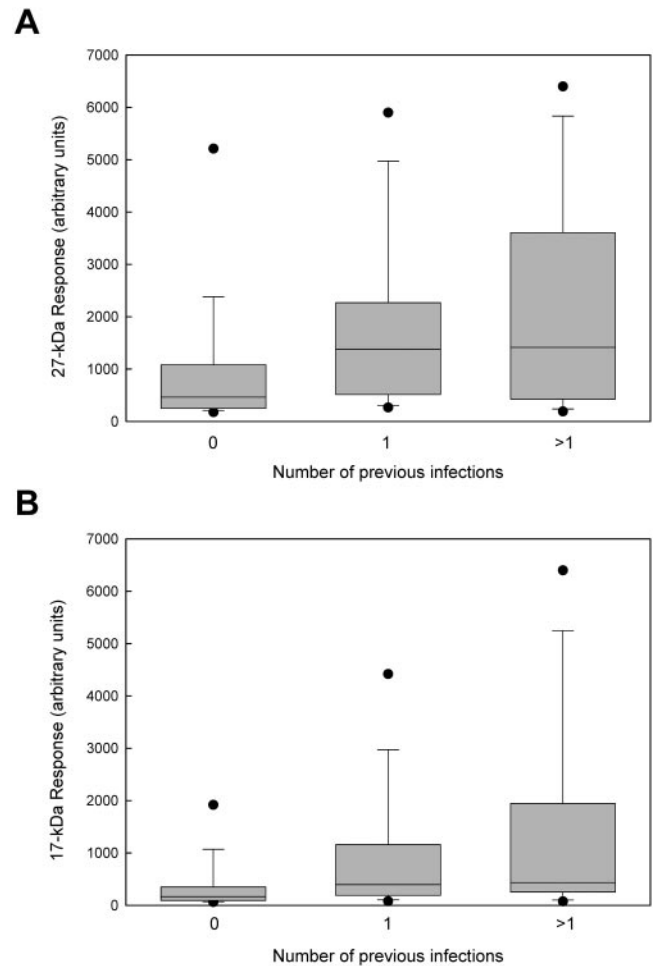 A
7000
6000
5000
4000
3000
2000
1000
0
27-kDa Response (arbitrary units)
0 1 >1
Number of previous infections
B
7000
6000
5000
4000
3000
2000
1000
0
17-kDa Response (arbitrary units)
0 1 >1
Number of previous infections